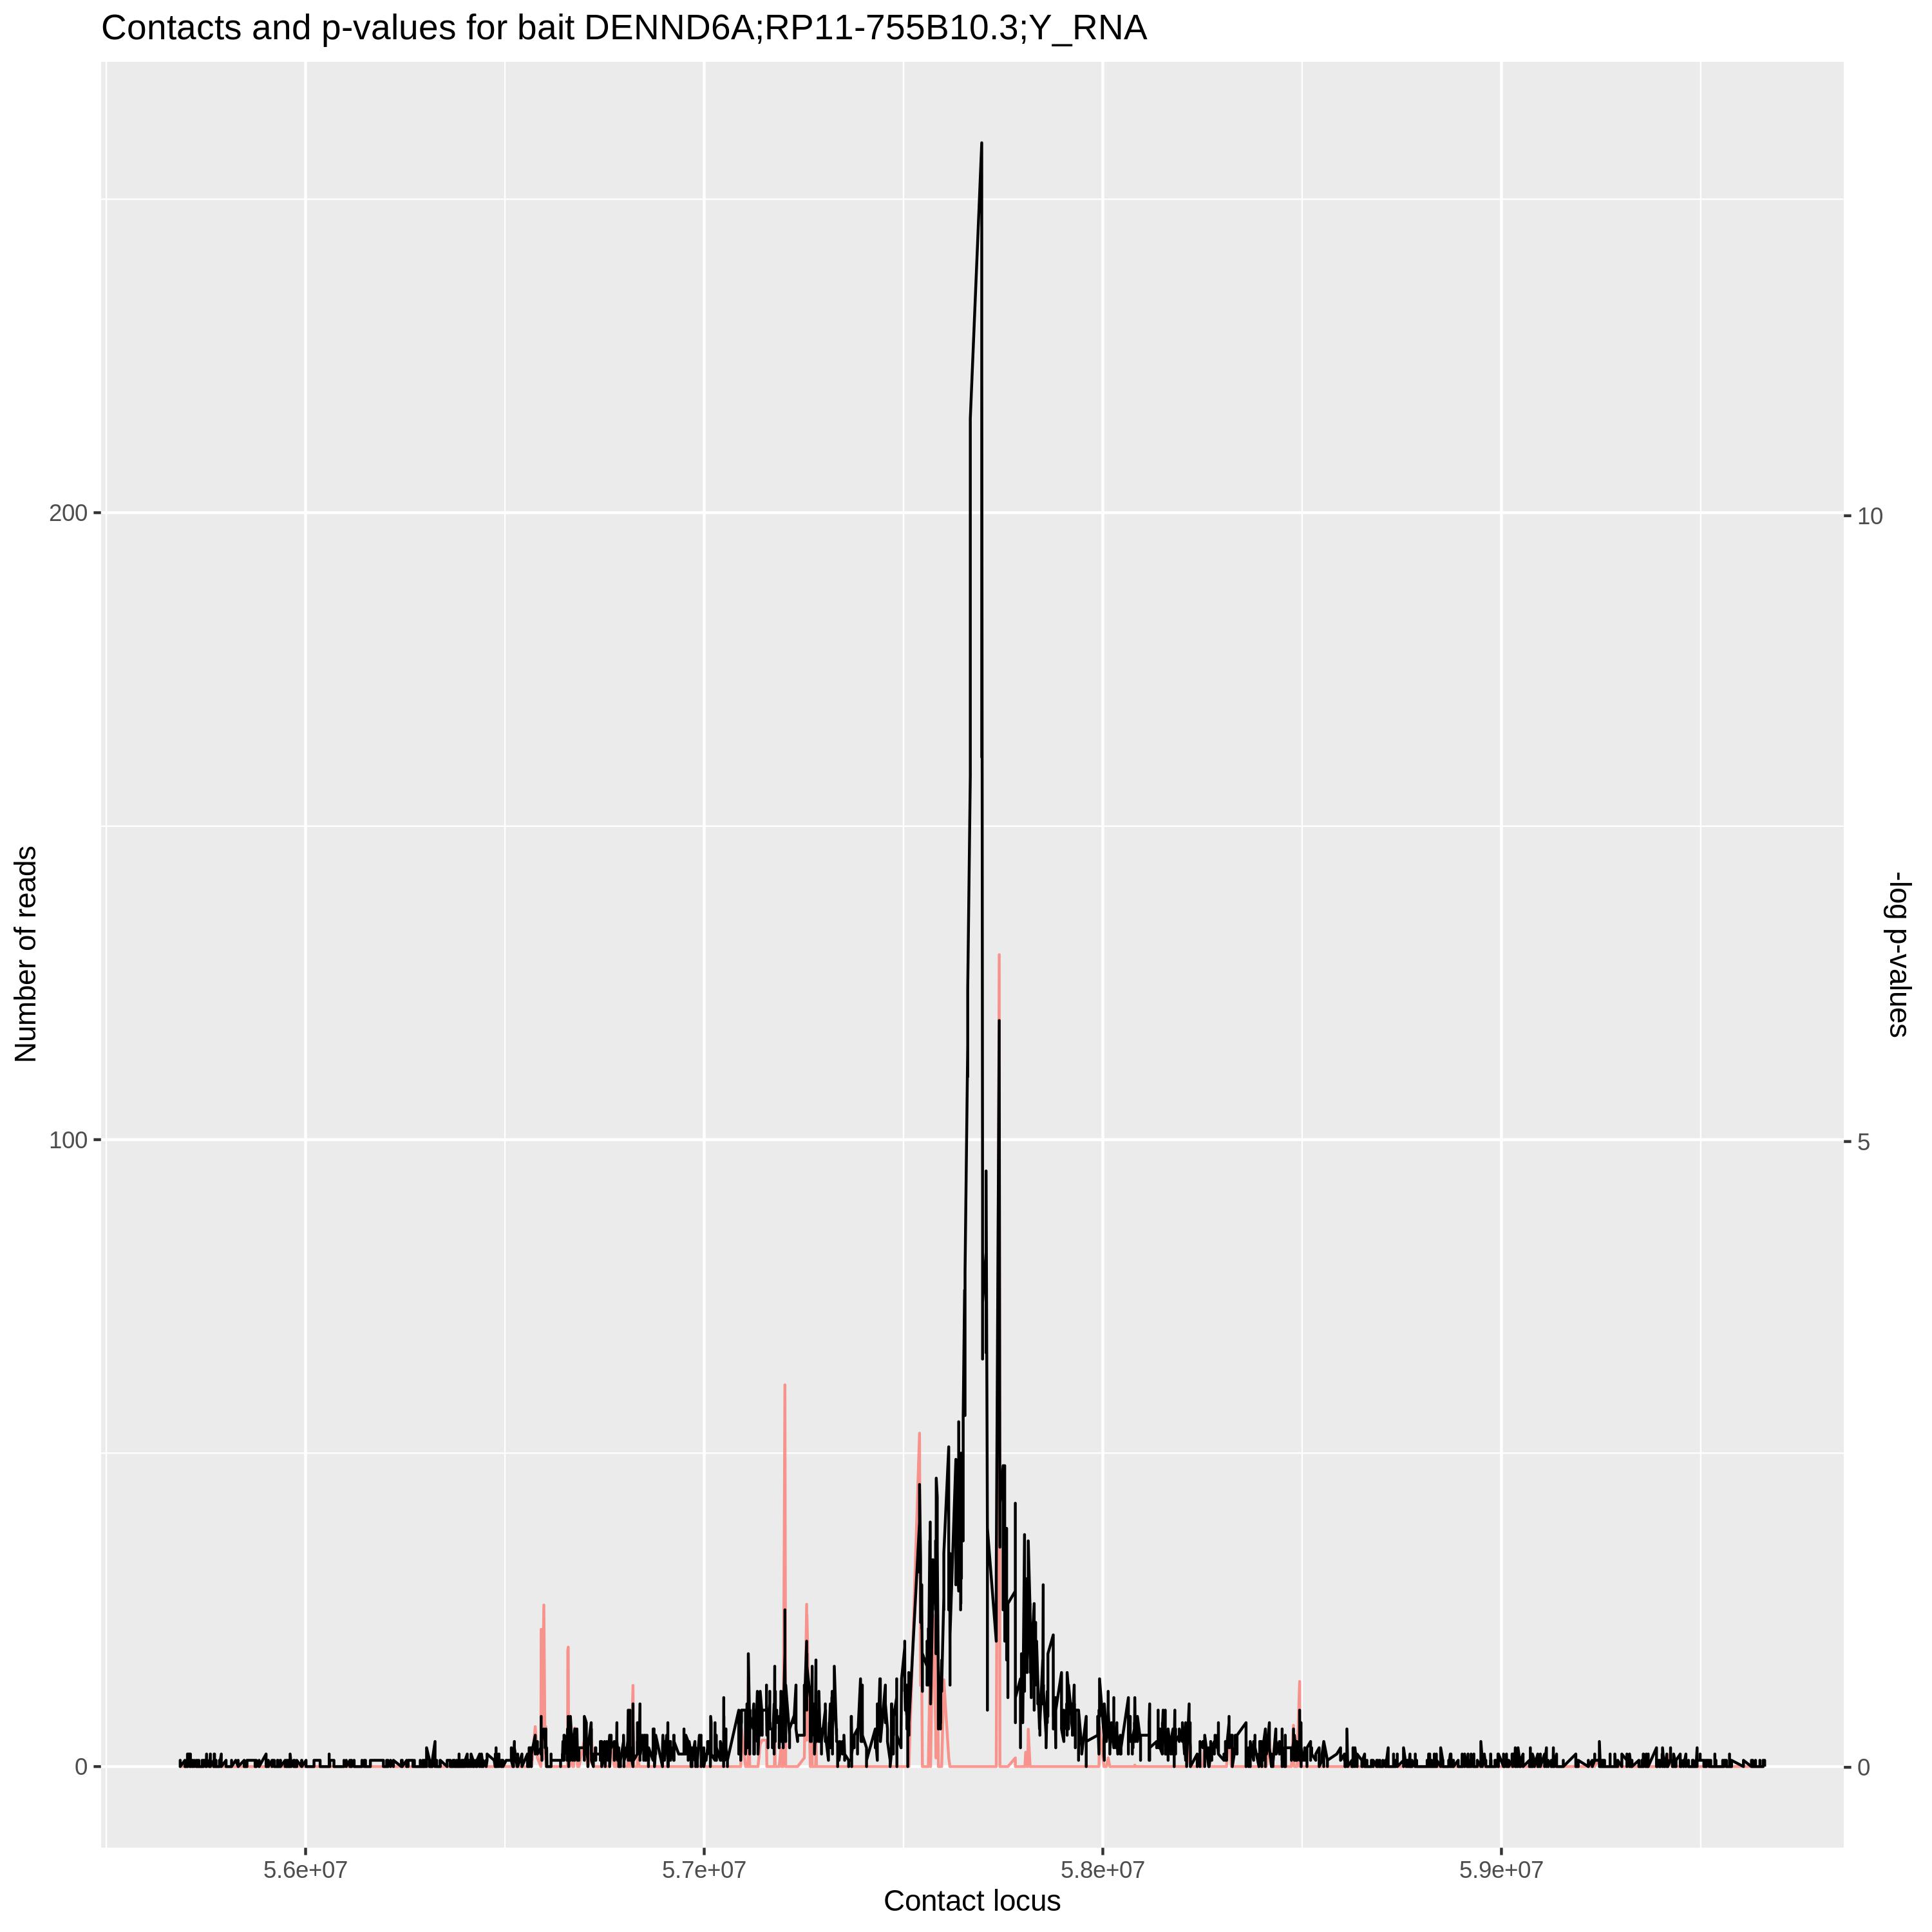 Contacts and p-values for bait DENND6A;RP11-755B10.3;Y_RNA
200
100
0
Number of reads
10
5
0
-log p-values
5.6e+07
5.7e+07
5.8e+07
5.9e+07
Contact locus